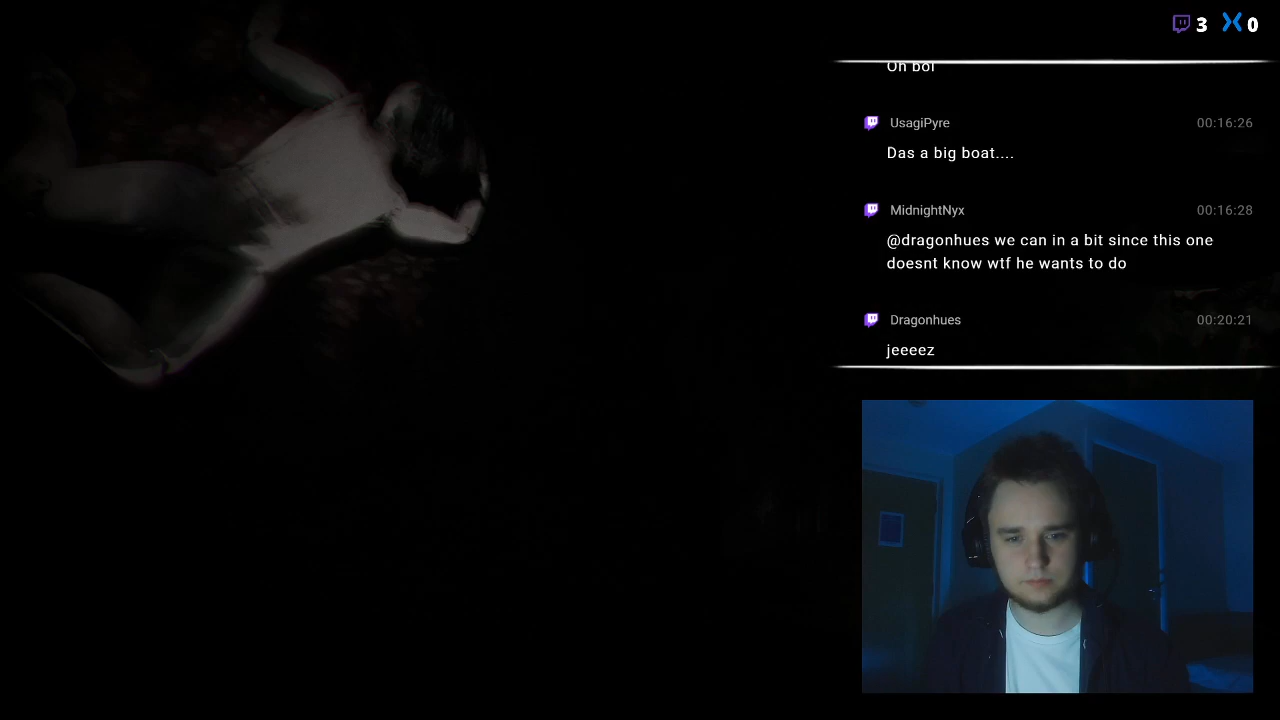 3 0
Oh boi
UsagiPyre 00:16:26
Das a big boat....
MidnightNyx 00:16:28
@dragonhues we can in a bit since this one
doesnt know wtf he wants to do
Dragonhues 00:20:21
jeeeez